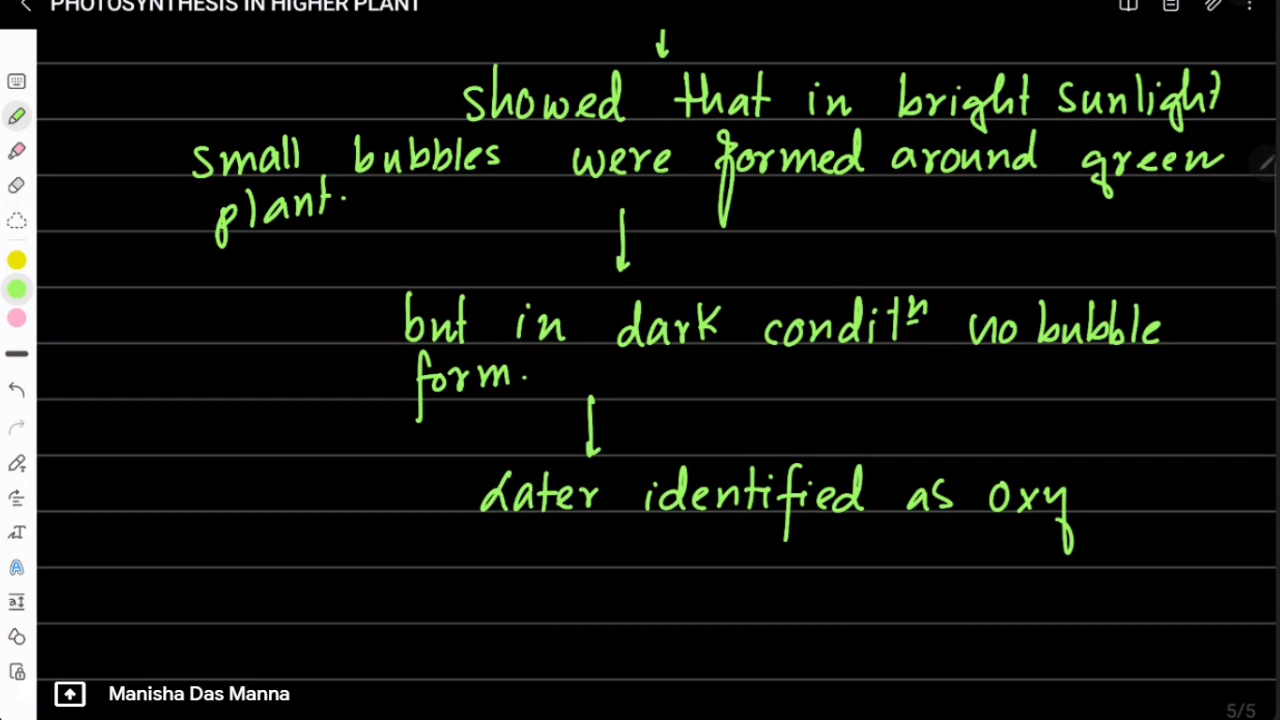 PHOTOSYNTHESIS IN HIGHER PLANT
showed that in bright sunlight
small bubbles were formed around green
plant.
but in dark conditn no bubble
form.
Later identified as oxy
Manisha Das Manna
5/5